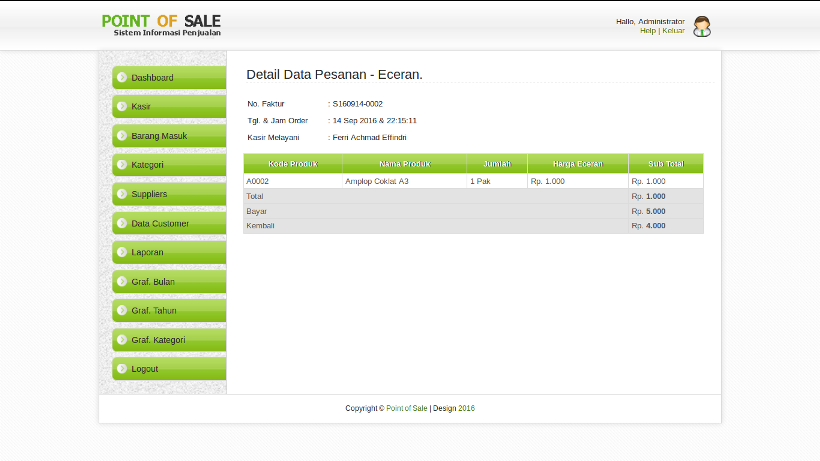 POINT OF SALE
Sistem Informasi Penjualan
Hallo, Administrator
Help | Keluar
Dashboard
Kasir
Barang Masuk
Kategori
Suppliers
Data Customer
Laporan
Graf. Bulan
Graf. Tahun
Graf. Kategori
Logout
Detail Data Pesanan - Eceran.
No. Faktur : S160914-0002
Tgl. & Jam Order : 14 Sep 2016 & 22:15:11
Kasir Melayani : Ferri Achmad Effindri
Kode Produk Nama Produk Jumlah Harga Eceran Sub Total
A0002 Amplop Coklat A3 1 Pak Rp. 1.000 Rp. 1.000
Total Rp. 1.000
Bayar Rp. 5.000
Kembali Rp. 4.000
Copyright © Point of Sale | Design 2016